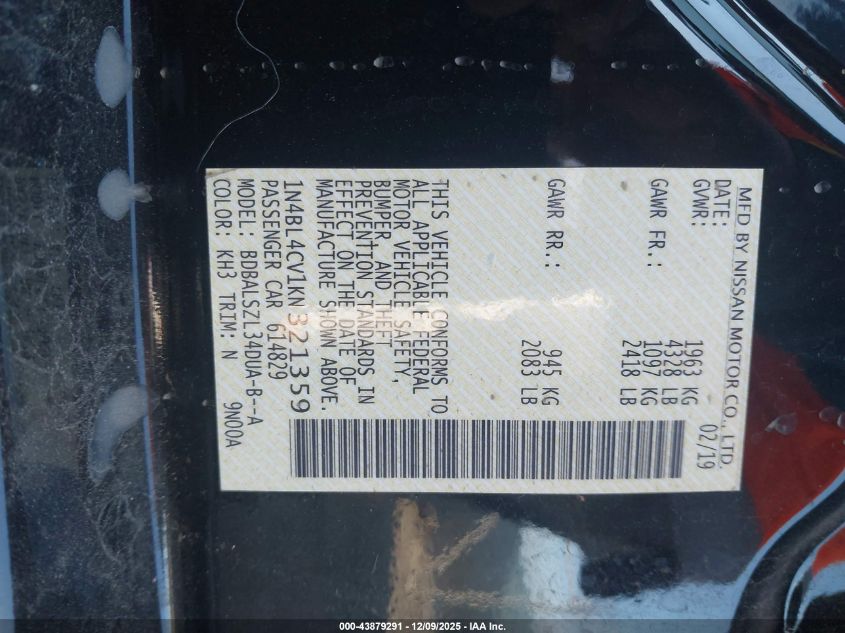 MFD BY NISSAN MOTOR CO., LTD.
DATE: 02/19
GVWR: 1963 KG
4328 LB
GAWR FR.: 1097 KG
2418 LB
GAWR RR.: 945 KG
2083 LB
THIS VEHICLE CONFORMS TO
ALL APPLICABLE FEDERAL
MOTOR VEHICLE SAFETY,
BUMPER, AND THEFT
PREVENTION STANDARDS IN
EFFECT ON THE DATE OF
MANUFACTURE SHOWN ABOVE.
1N4BL4CV1KN321359
PASSENGER CAR 614829
MODEL: BDBALSZL34DUA-B--A
COLOR: KH3 TRIM: N 9N00A
000-43879291 - 12/09/2025 - IAA Inc.